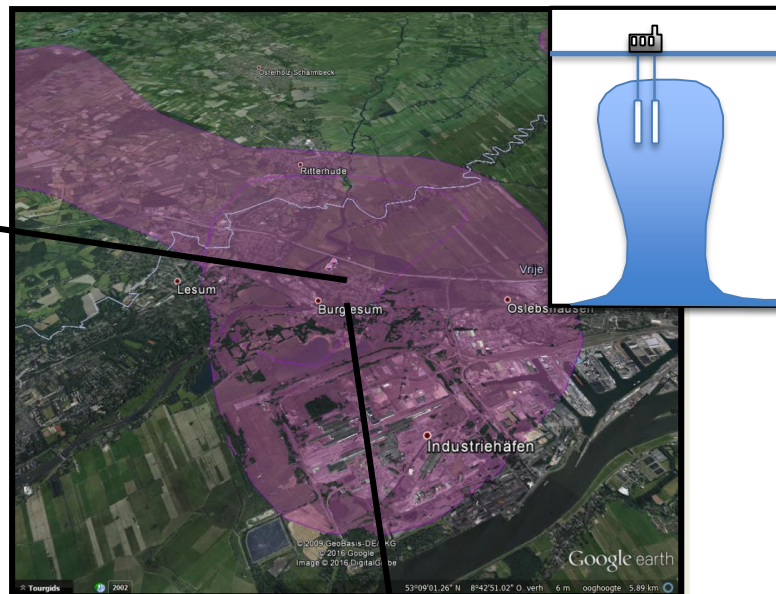 Osterholz-Scharmbeck
Ritterhude
Vrije
Lesum
Burglesum
Oslebshausen
Industriehäfen
© 2009 GeoBasis-DE/BKG
© 2016 Google
Image © 2016 DigitalGlobe
Google earth
Tourgids
2002
53°09'01.26" N 8°42'51.02" O verh 6 m ooghoogte 5.89 km